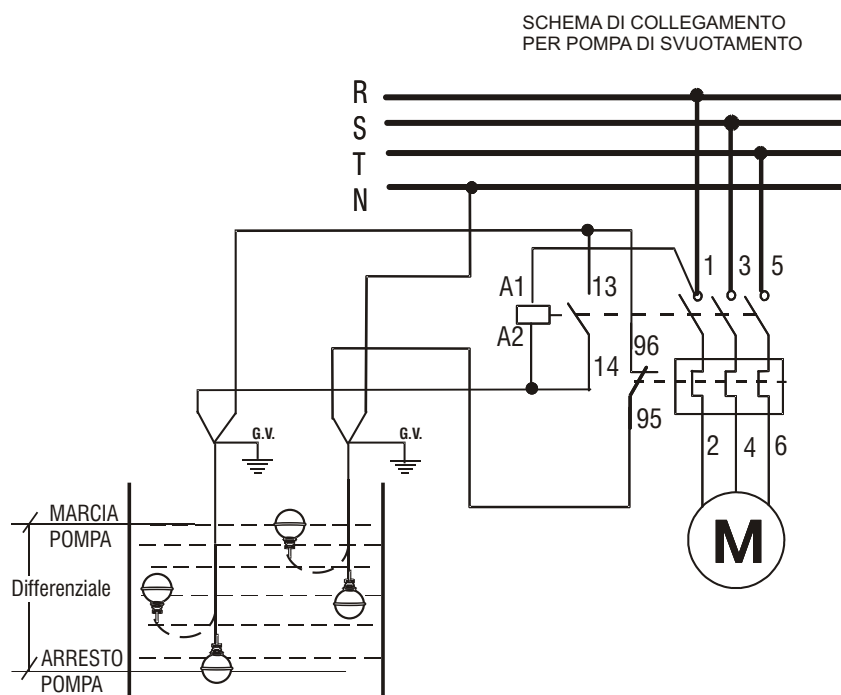 SCHEMA DI COLLEGAMENTO
PER POMPA DI SVUOTAMENTO
R
S
T
N
1 3 5
A1 13
A2
96
14
95
G.V. G.V.
2 4 6
MARCIA
POMPA
M
Differenziale
ARRESTO
POMPA